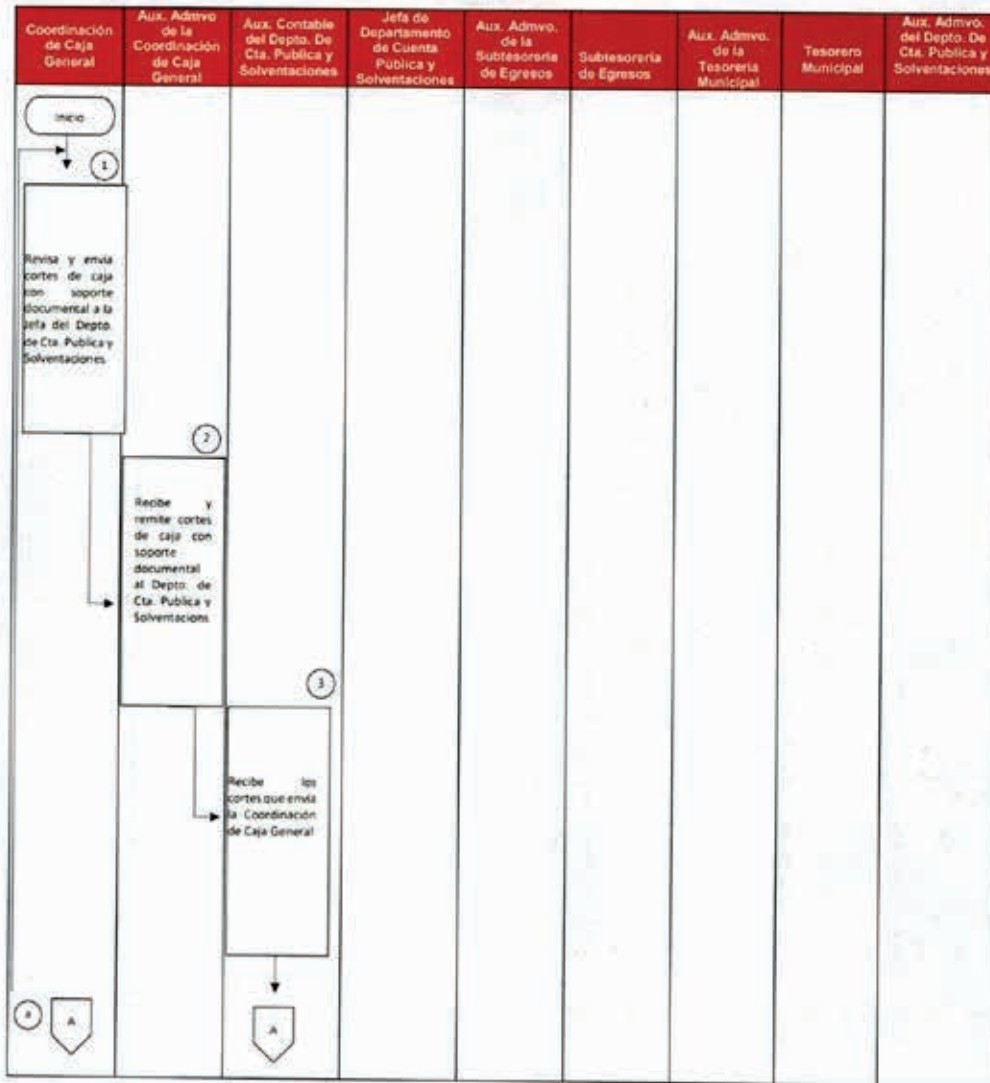 Coordinación
de Caja
General
Aux. Admvo
de la
Coordinación
de Caja
General
Aux. Contable
del Depto. De
Cta. Publica y
Solventaciones
Jefa de
Departamento
de Cuenta
Pública y
Solventaciones
Aux. Admvo.
de la
Subtesorería
de Egresos
Subtesorería
de Egresos
Aux. Admvo.
de la
Tesorería
Municipal
Tesorero
Municipal
Aux. Admvo.
del Depto. De
Cta. Publica y
Solventaciones
Inicio
1
Revisa y envia
cortes de caja
con soporte
documental a la
Jefa del Depto.
de Cta. Publica y
Solventaciones
2
Recibe y
remite cortes
de caja con
soporte
documental
al Depto. de
Cta. Publica y
Solventacions
3
Recibe los
cortes que envía
la Coordinación
de Caja General
A
A